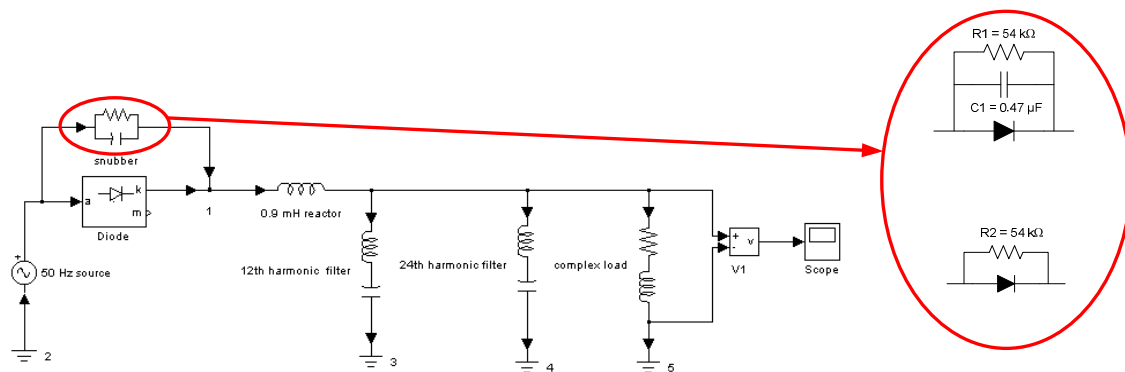 R1 = 54 kΩ
C1 = 0.47 µF
snubber
a
k
m
Diode
1
0.9 mH reactor
+
50 Hz source
12th harmonic filter
24th harmonic filter
complex load
+
-
v
V1
Scope
R2 = 54 kΩ
2
3
4
5